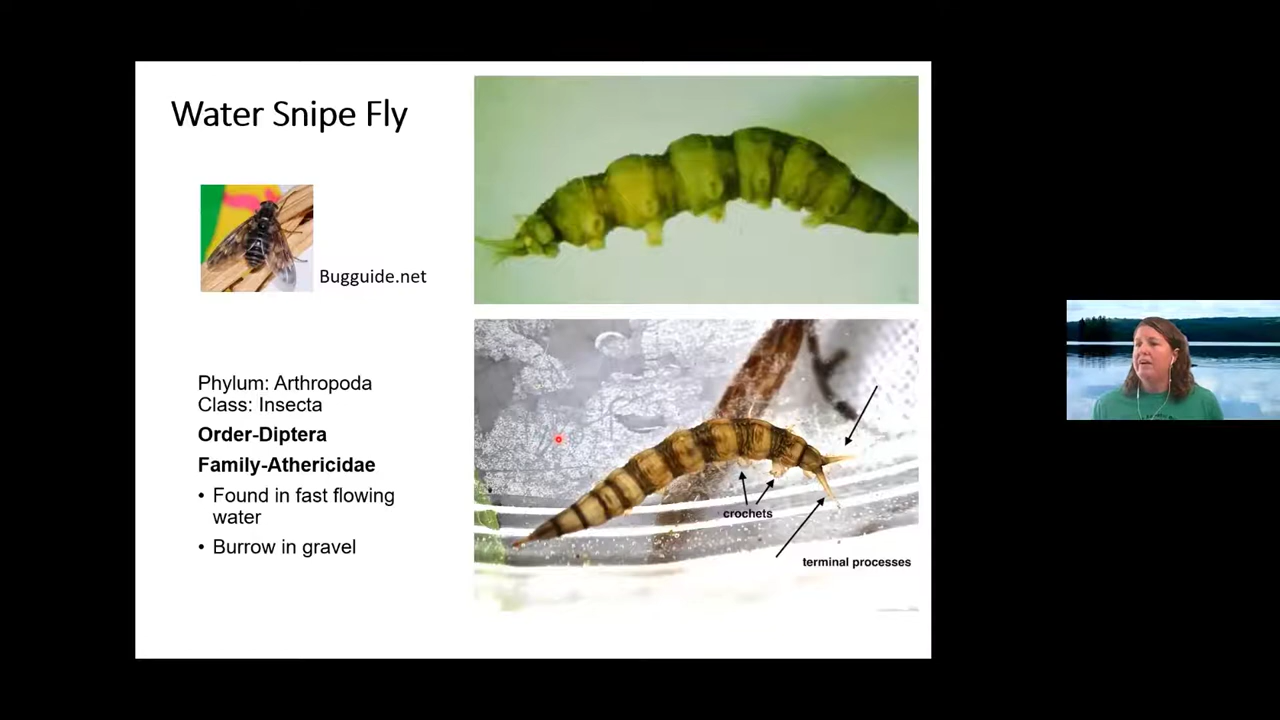 Water Snipe Fly
Bugguide.net
Phylum: Arthropoda
Class: Insecta
Order-Diptera
Family-Athericidae
• Found in fast flowing
water
• Burrow in gravel
crochets
terminal processes